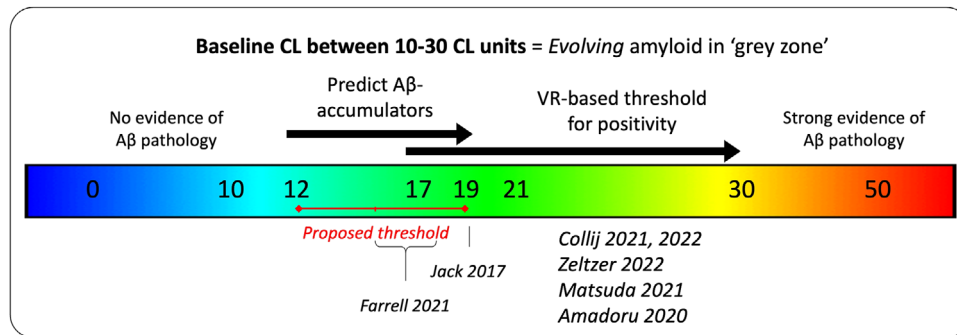 Baseline CL between 10-30 CL units = Evolving amyloid in ‘grey zone’
Predict Aβ-
accumulators
VR-based threshold
for positivity
No evidence of
Aβ pathology
Strong evidence of
Aβ pathology
0 10 12 17 19 21 30 50
Proposed threshold
Jack 2017
Farrell 2021
Collij 2021, 2022
Zeltzer 2022
Matsuda 2021
Amadoru 2020